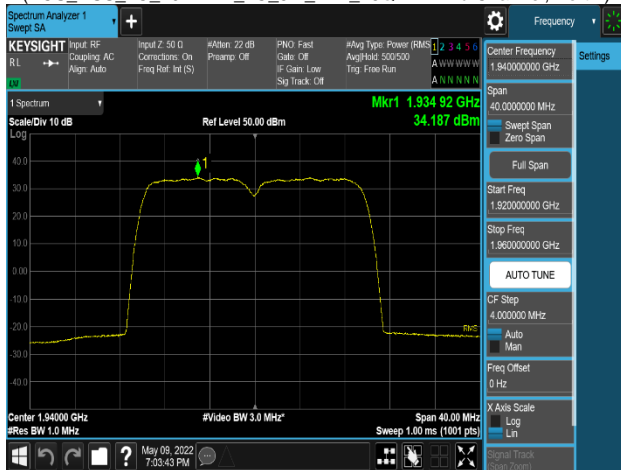 Spectrum Analyzer 1
Swept SA
Frequency
KEYSIGHT
RL
Input: RF
Coupling: AC
Align: Auto
Input Z: 50 Ω
Corrections: On
Freq Ref: Int (S)
#Atten: 22 dB
Preamp: Off
PNO: Fast
Gate: Off
IF Gain: Low
Sig Track: Off
#Avg Type: Power (RMS
Avg|Hold: 500/500
Trig: Free Run
1 2 3 4 5 6
A W W W W W
A N N N N N
1 Spectrum
Scale/Div 10 dB
Log
Ref Level 50.00 dBm
Mkr1 1.934 92 GHz
34.187 dBm
40.0
30.0
20.0
10.0
0.00
-10.0
-20.0
-30.0
-40.0
1
RMS
Center 1.94000 GHz
#Res BW 1.0 MHz
#Video BW 3.0 MHz*
Span 40.00 MHz
Sweep 1.00 ms (1001 pts)
May 09, 2022
7:03:43 PM
Center Frequency
1.940000000 GHz
Settings
Span
40.0000000 MHz
Swept Span
Zero Span
Full Span
Start Freq
1.920000000 GHz
Stop Freq
1.960000000 GHz
AUTO TUNE
CF Step
4.000000 MHz
Auto
Man
Freq Offset
0 Hz
X Axis Scale
Log
Lin
Signal Track
(Span Zoom)